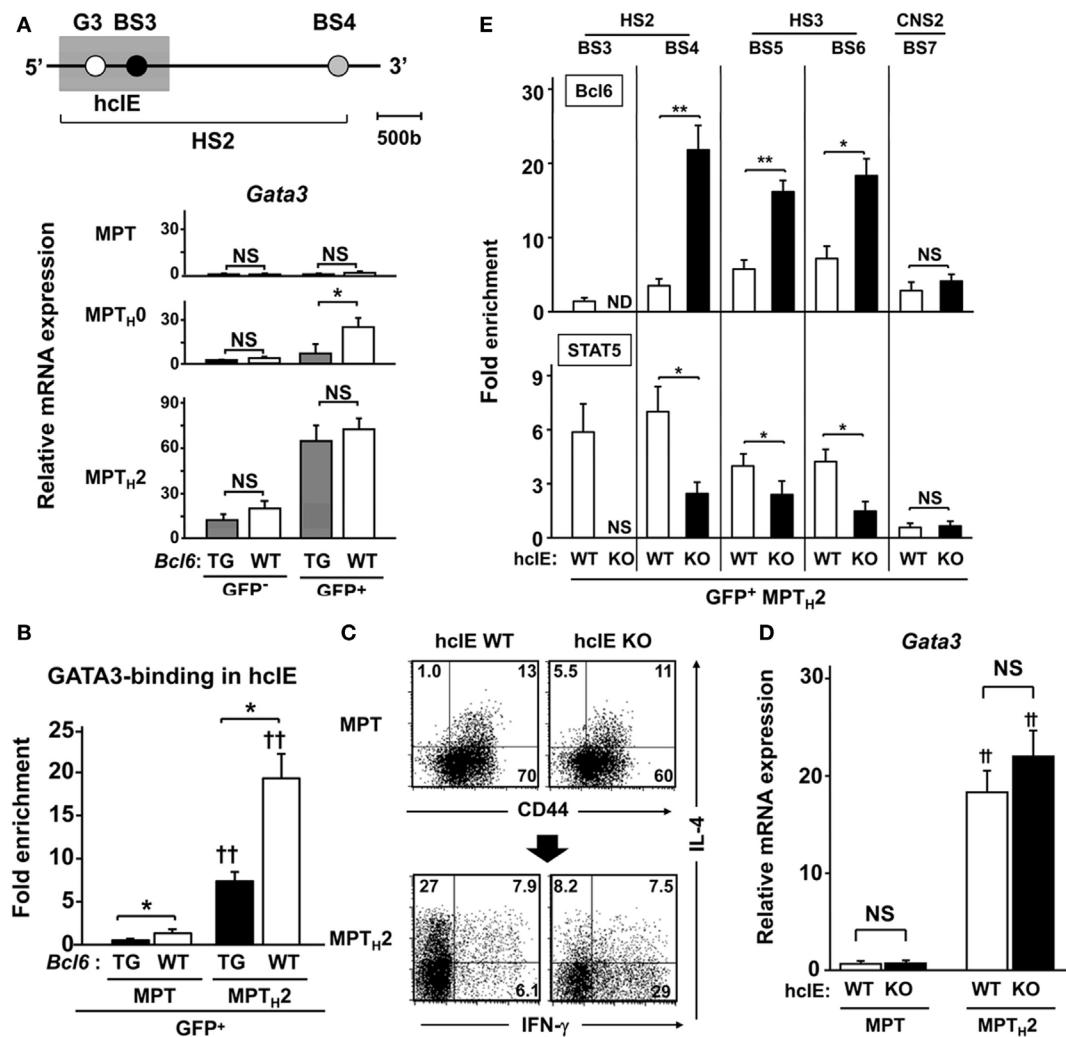 A
G3 BS3 BS4
5’ 3’
hcIE
HS2
500b
Gata3
Relative mRNA expression
MPT
30
0
NS NS
MPTH0
30
0
NS *
MPTH2
90
60
30
0
NS NS
Bcl6: TG WT TG WT
GFP- GFP+
B
GATA3-binding in hcIE
Fold enrichment
25
20
15
10
5
0
* †† * ††
Bcl6 : TG WT TG WT
MPT MPTH2
GFP+
C
hcIE WT hcIE KO
MPT
1.0 13 5.5 11
70 60
CD44
IL-4
MPTH2
27 7.9 8.2 7.5
6.1 29
IFN-γ
D
Gata3
Relative mRNA expression
30
20
10
0
NS
†† ††
NS
hcIE: WT KO WT KO
MPT MPTH2
E
HS2 HS3 CNS2
BS3 BS4 BS5 BS6 BS7
Fold enrichment
Bcl6
30
20
10
0
ND ** ** * NS
STAT5
9
6
3
0
NS * * * NS
hcIE: WT KO WT KO WT KO WT KO WT KO
GFP+ MPTH2